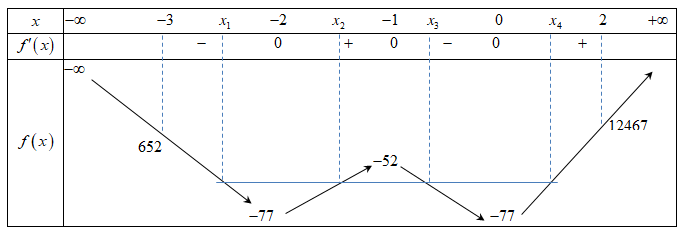 x −∞ −3 x₁ −2 x₂ −1 x₃ 0 x₄ 2 +∞
f′(x) − 0 + 0 − 0 +
−∞
12467
f(x) 652
−52
−77 −77